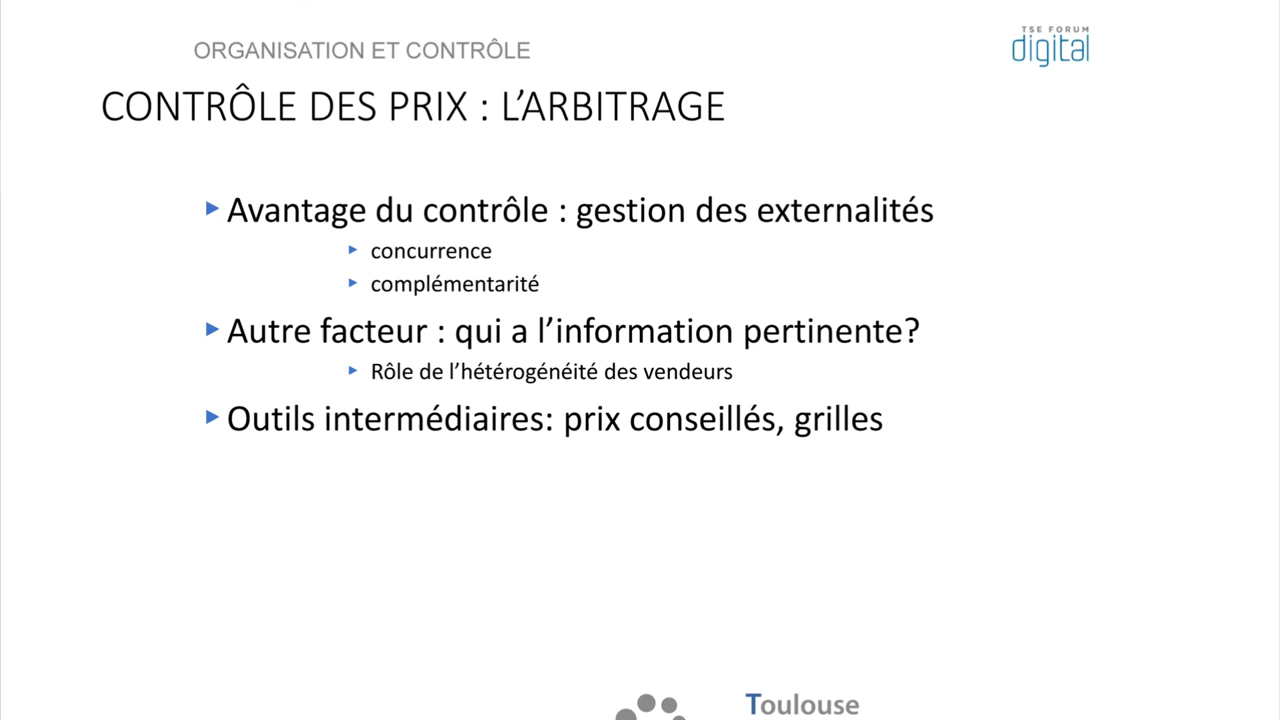 ORGANISATION ET CONTRÔLE
TSE FORUM
digital
CONTRÔLE DES PRIX : L’ARBITRAGE
Avantage du contrôle : gestion des externalités
concurrence
complémentarité
Autre facteur : qui a l’information pertinente?
Rôle de l’hétérogénéité des vendeurs
Outils intermédiaires: prix conseillés, grilles
Toulouse